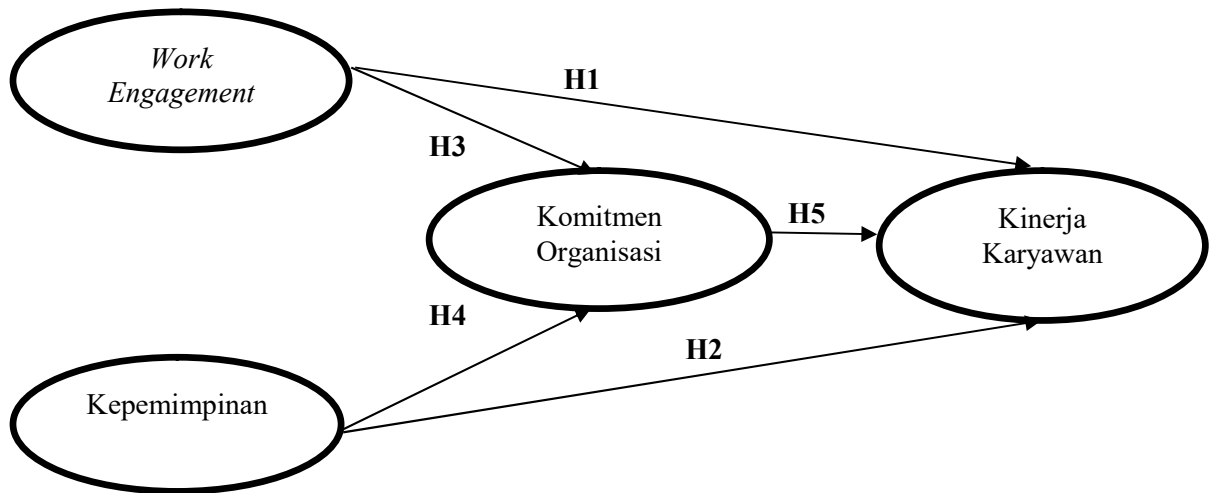 Work
Engagement
H1
H3
Komitmen
Organisasi
H5
Kinerja
Karyawan
H4
H2
Kepemimpinan